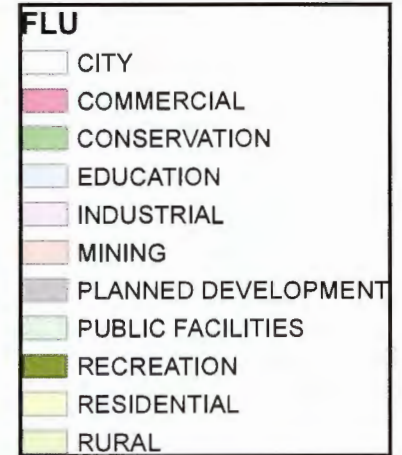 FLU
CITY
COMMERCIAL
CONSERVATION
EDUCATION
INDUSTRIAL
MINING
PLANNED DEVELOPMENT
PUBLIC FACILITIES
RECREATION
RESIDENTIAL
RURAL